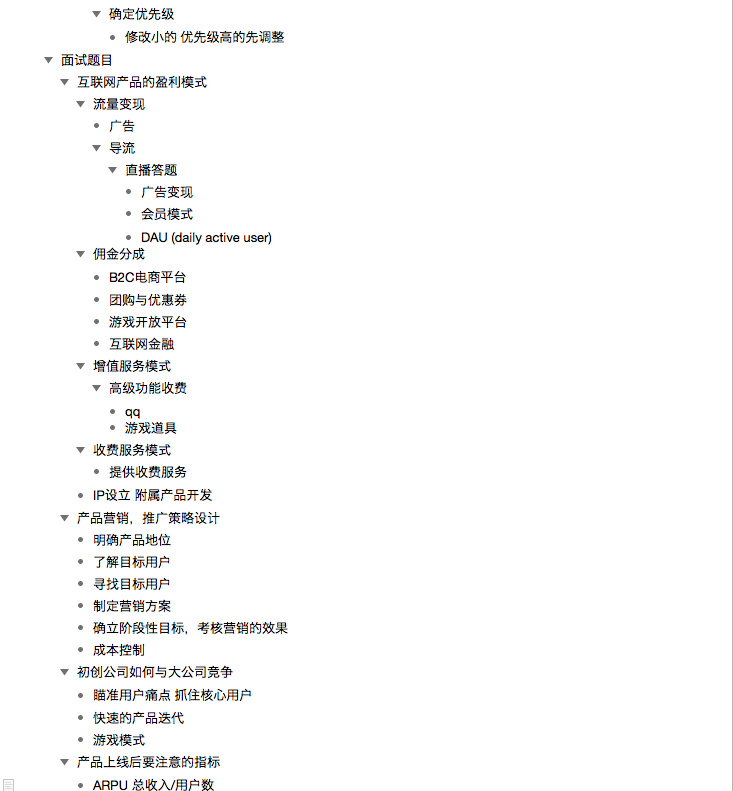 确定优先级
修改小的 优先级高的先调整
面试题目
互联网产品的盈利模式
流量变现
广告
导流
直播答题
广告变现
会员模式
DAU (daily active user)
佣金分成
B2C电商平台
团购与优惠券
游戏开放平台
互联网金融
增值服务模式
高级功能收费
qq
游戏道具
收费服务模式
提供收费服务
IP设立 附属产品开发
产品营销，推广策略设计
明确产品地位
了解目标用户
寻找目标用户
制定营销方案
确立阶段性目标，考核营销的效果
成本控制
初创公司如何与大公司竞争
瞄准用户痛点 抓住核心用户
快速的产品迭代
游戏模式
产品上线后要注意的指标
ARPU 总收入/用户数